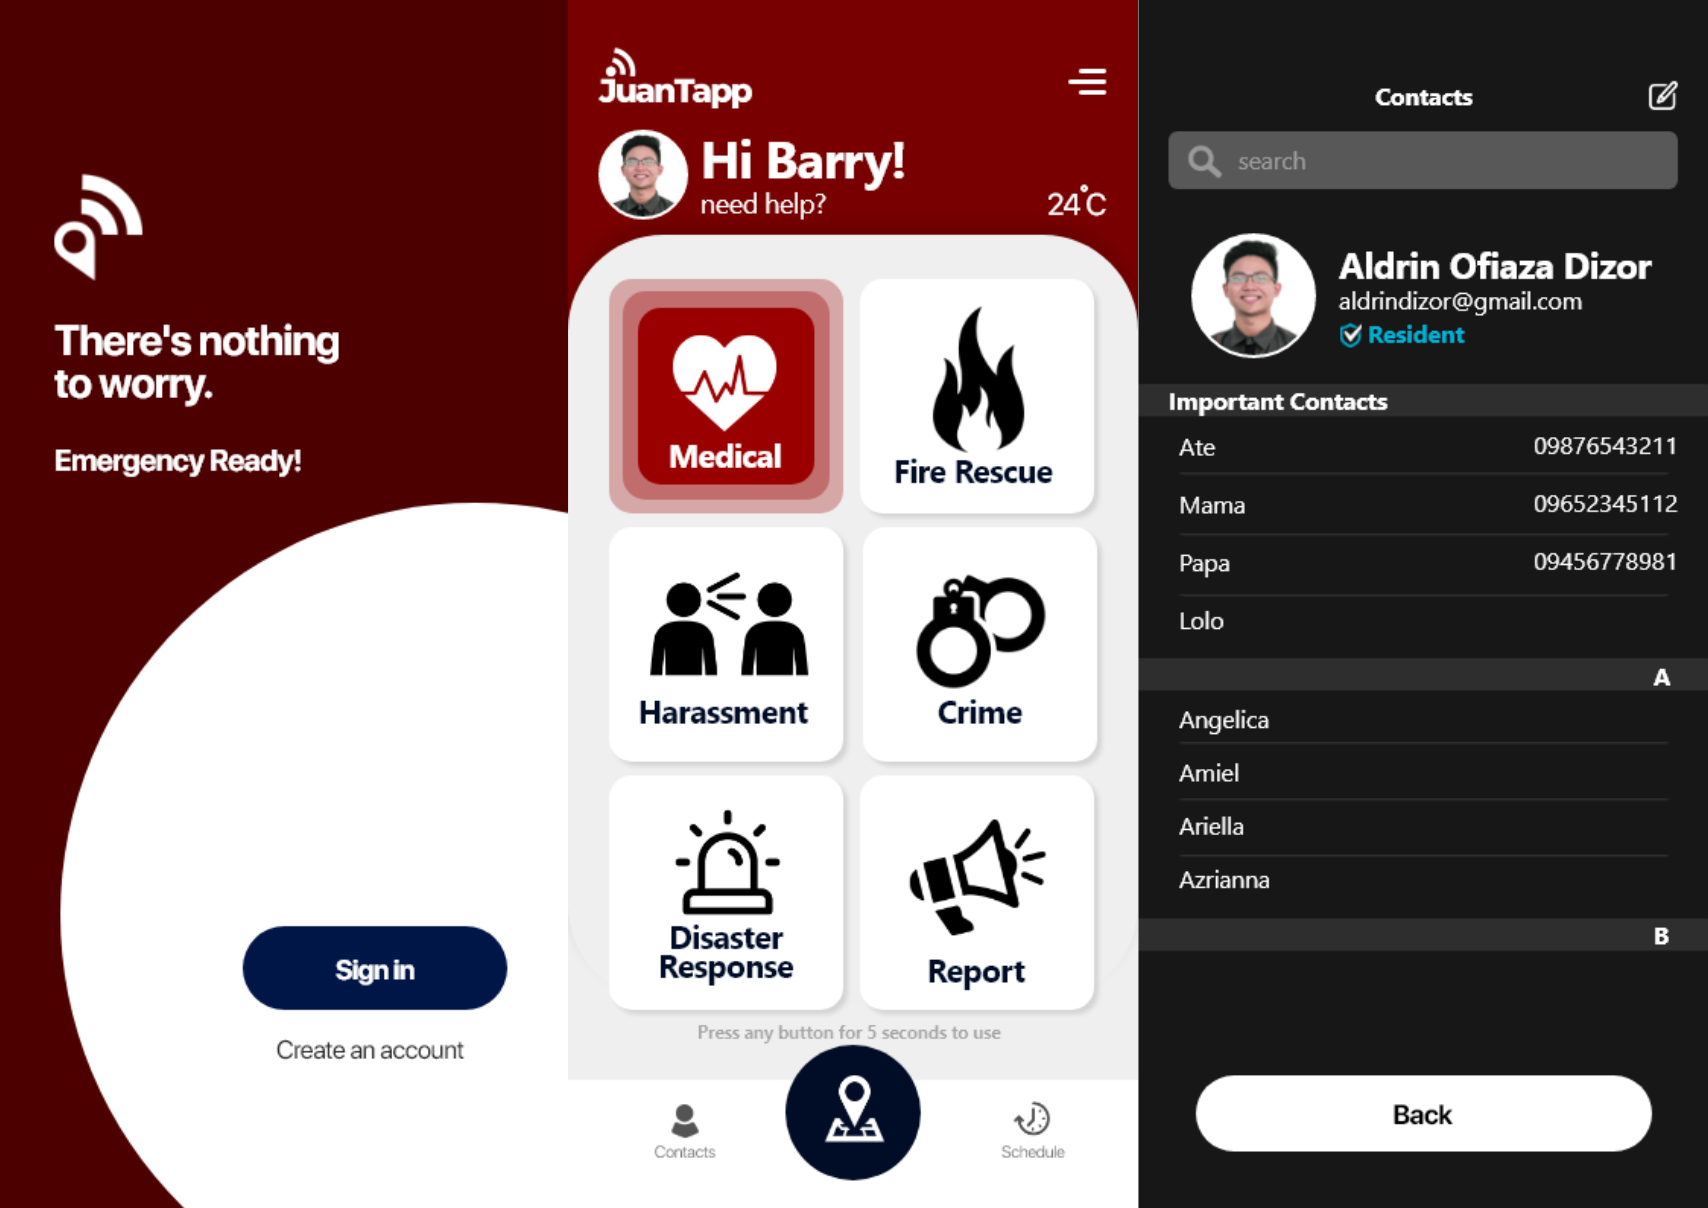 There's nothing
to worry.
Emergency Ready!
Sign in
Create an account
JuanTapp
Hi Barry!
need help?
24°C
Medical
Fire Rescue
Harassment
Crime
Disaster
Response
Report
Press any button for 5 seconds to use
Contacts
Schedule
Contacts
search
Aldrin Ofiaza Dizor
aldrindizor@gmail.com
Resident
Important Contacts
Ate 09876543211
Mama 09652345112
Papa 09456778981
Lolo
A
Angelica
Amiel
Ariella
Azrianna
B
Back